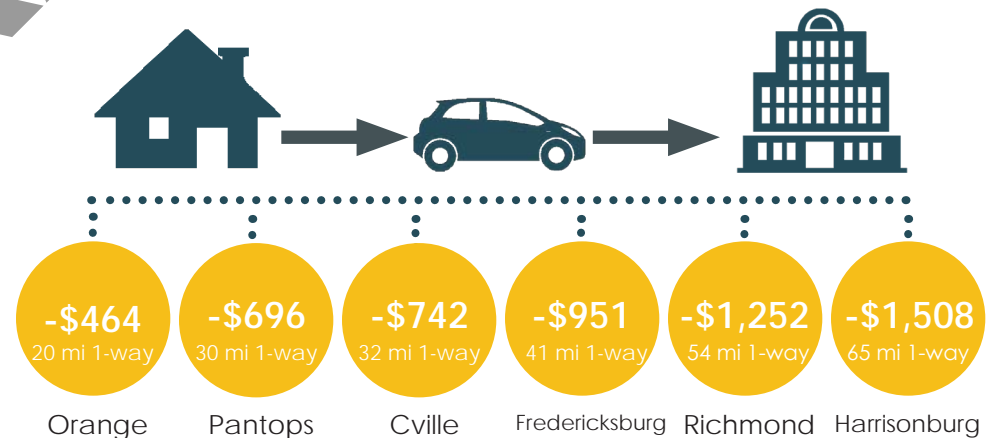 -$464
20 mi 1-way
Orange
-$696
30 mi 1-way
Pantops
-$742
32 mi 1-way
Cville
-$951
41 mi 1-way
Fredericksburg
-$1,252
54 mi 1-way
Richmond
-$1,508
65 mi 1-way
Harrisonburg